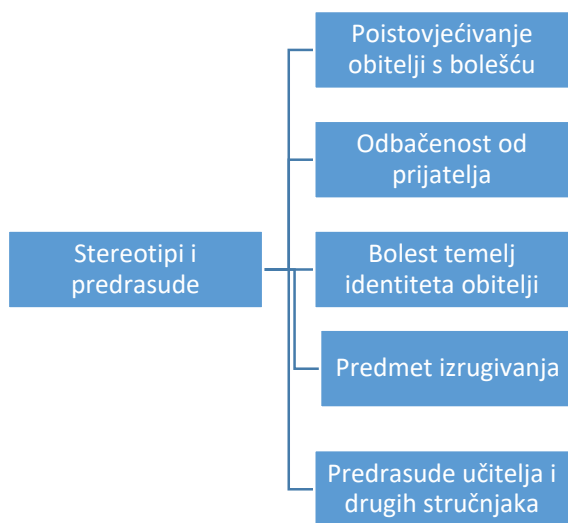 Stereotipi i
predrasude
Poistovjećivanje
obitelji s bolešću
Odbačenost od
prijatelja
Bolest temelj
identiteta obitelji
Predmet izrugivanja
Predrasude učitelja i
drugih stručnjaka